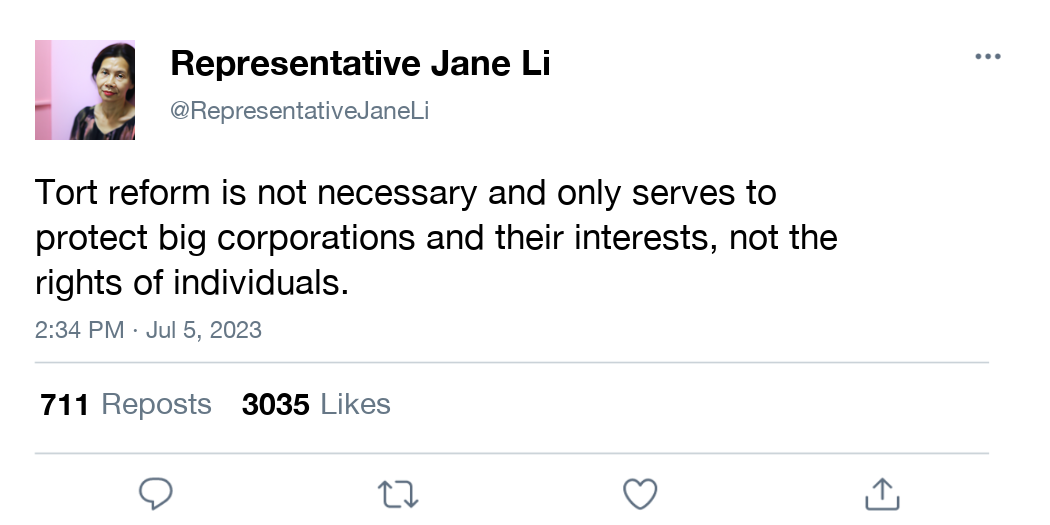 Representative Jane Li
@RepresentativeJaneLi
Tort reform is not necessary and only serves to
protect big corporations and their interests, not the
rights of individuals.
2:34 PM · Jul 5, 2023
711 Reposts 3035 Likes